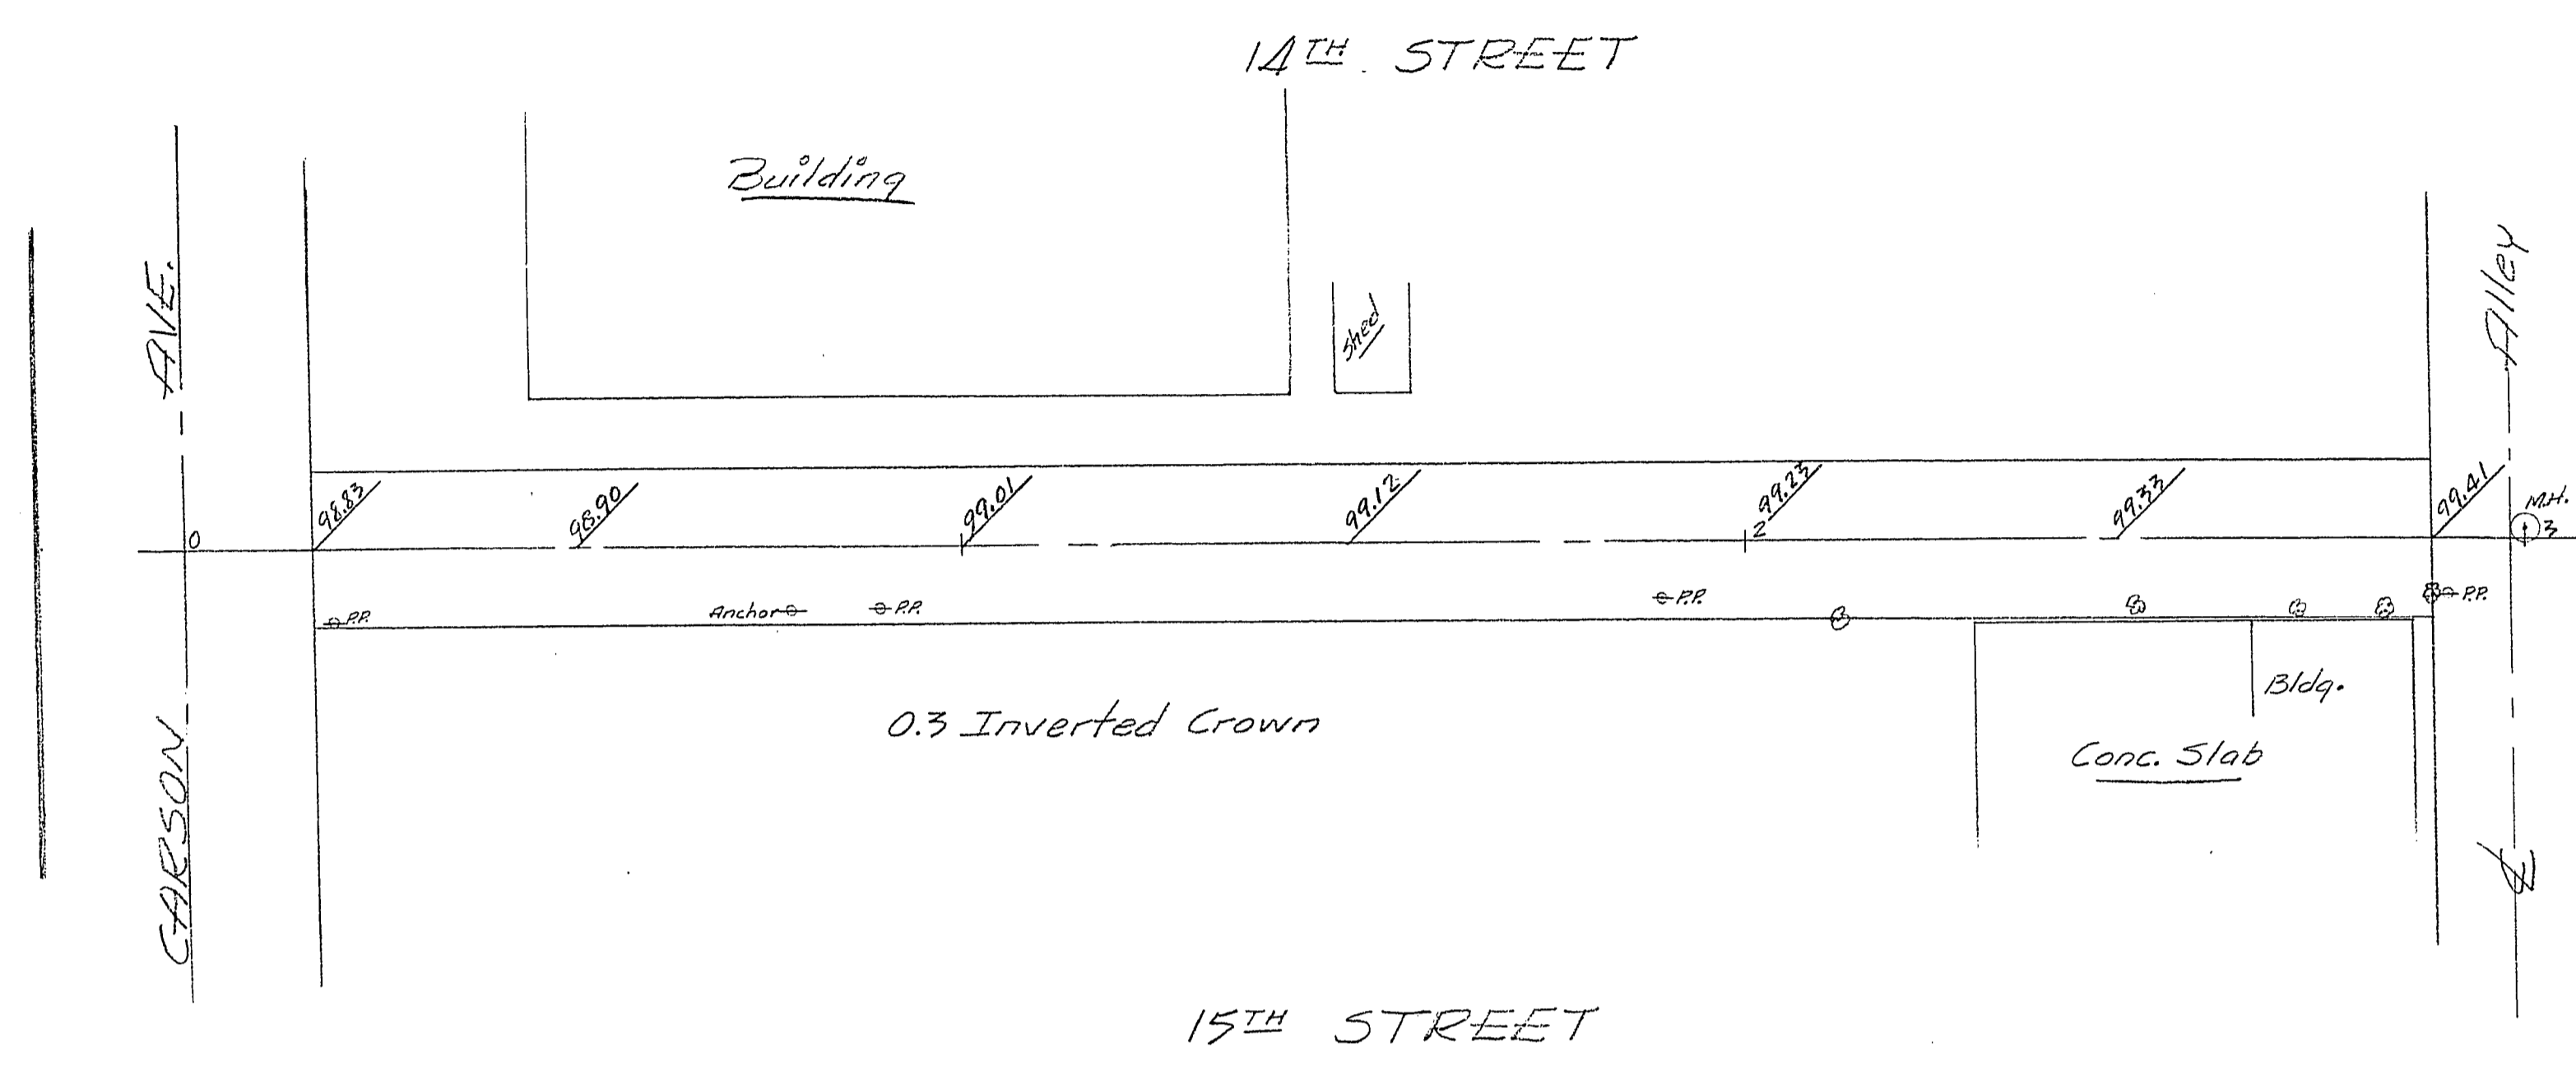 14TH. STREET
Building
Shed
CARSON AVE.
Alley
98.83
98.90
99.01
99.12
99.23
99.33
99.41
M.H.
0
2
3
P.P.
Anchor
P.P.
P.P.
P.P.
Bldg.
0.3 Inverted Crown
Conc. Slab
℄
15TH STREET